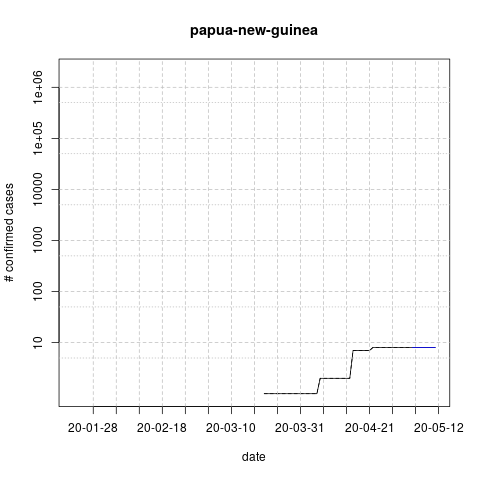 papua-new-guinea
# confirmed cases
1e+06
1e+05
10000
1000
100
10
20-01-28 20-02-18 20-03-10 20-03-31 20-04-21 20-05-12
date